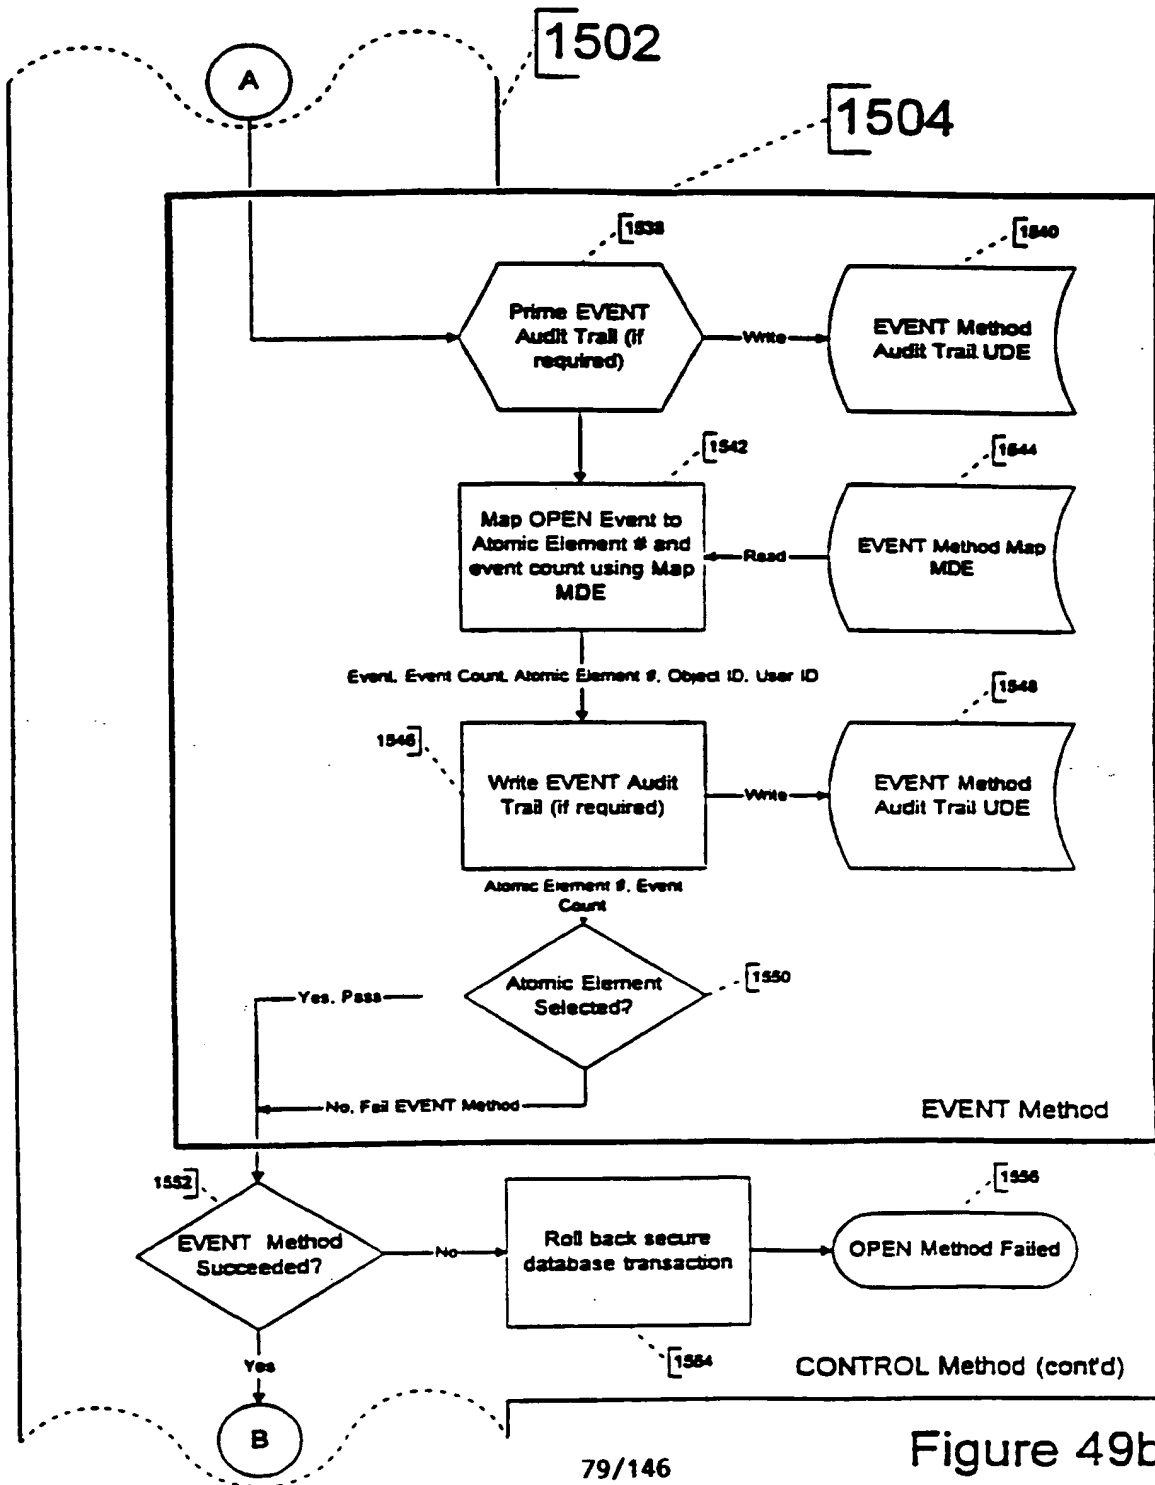 1502
A
1504
1538
1540
Prime EVENT
Audit Trail (if
required)
Write
EVENT Method
Audit Trail UDE
1542
1544
Map OPEN Event to
Atomic Element # and
event count using Map
MDE
Read
EVENT Method Map
MDE
Event, Event Count, Atomic Element #, Object ID, User ID
1548
1546
Write EVENT Audit
Trail (if required)
Write
EVENT Method
Audit Trail UDE
Atomic Element #, Event
Count
Atomic Element
Selected?
1550
Yes, Pass
No, Fail EVENT Method
EVENT Method
1552
1556
EVENT Method
Succeeded?
No
Roll back secure
database transaction
OPEN Method Failed
1554
Yes
CONTROL Method (cont'd)
B
Figure 49b
79/146